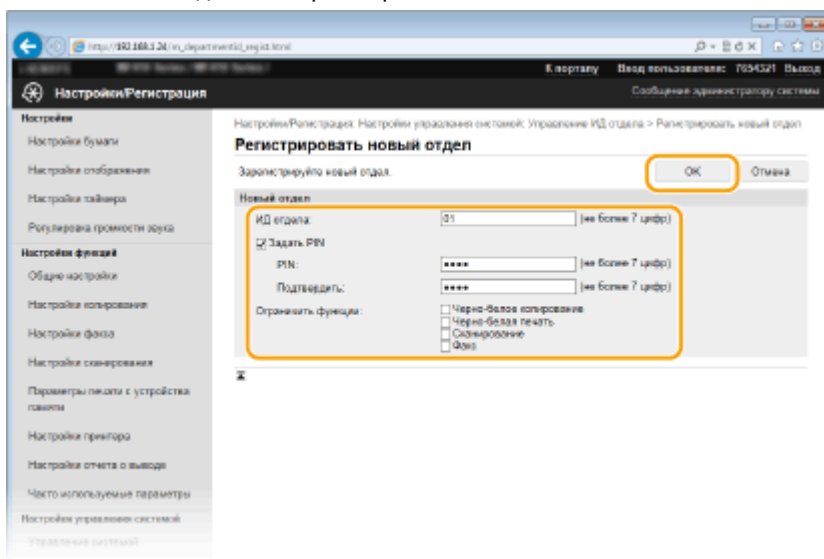 http://192.168.1.24/m_departmentid_regist.html
К порталу Вход пользователя: 7654321 Выход
Настройки/Регистрация
Сообщение администратору системы
Настройки
Настройки бумаги
Настройки отображения
Настройки таймера
Регулировка громкости звука
Настройки функций
Общие настройки
Настройки копирования
Настройки факса
Настройки сканирования
Параметры печати с устройства памяти
Настройки принтера
Настройки отчета о выводе
Часто используемые параметры
Настройки управления системой
Управление системой
Настройки/Регистрация: Настройки управления системой: Управление ИД отдела > Регистрировать новый отдел
Регистрировать новый отдел
Зарегистрируйте новый отдел.
OK Отмена
Новый отдел
ИД отдела: 01 (не более 7 цифр)
Задать PIN
PIN: •••• (не более 7 цифр)
Подтвердить: •••• (не более 7 цифр)
Ограничить функции: Черно-белое копирование
Черно-белая печать
Сканирование
Факс